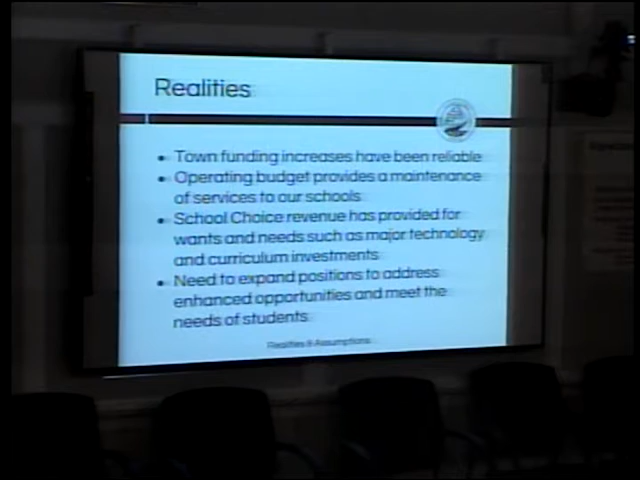 Realities
• Town funding increases have been reliable
• Operating budget provides a maintenance
of services to our schools
• School Choice revenue has provided for
wants and needs such as major technology
and curriculum investments
• Need to expand positions to address
enhanced opportunities and meet the
needs of students
Realities & Assumptions